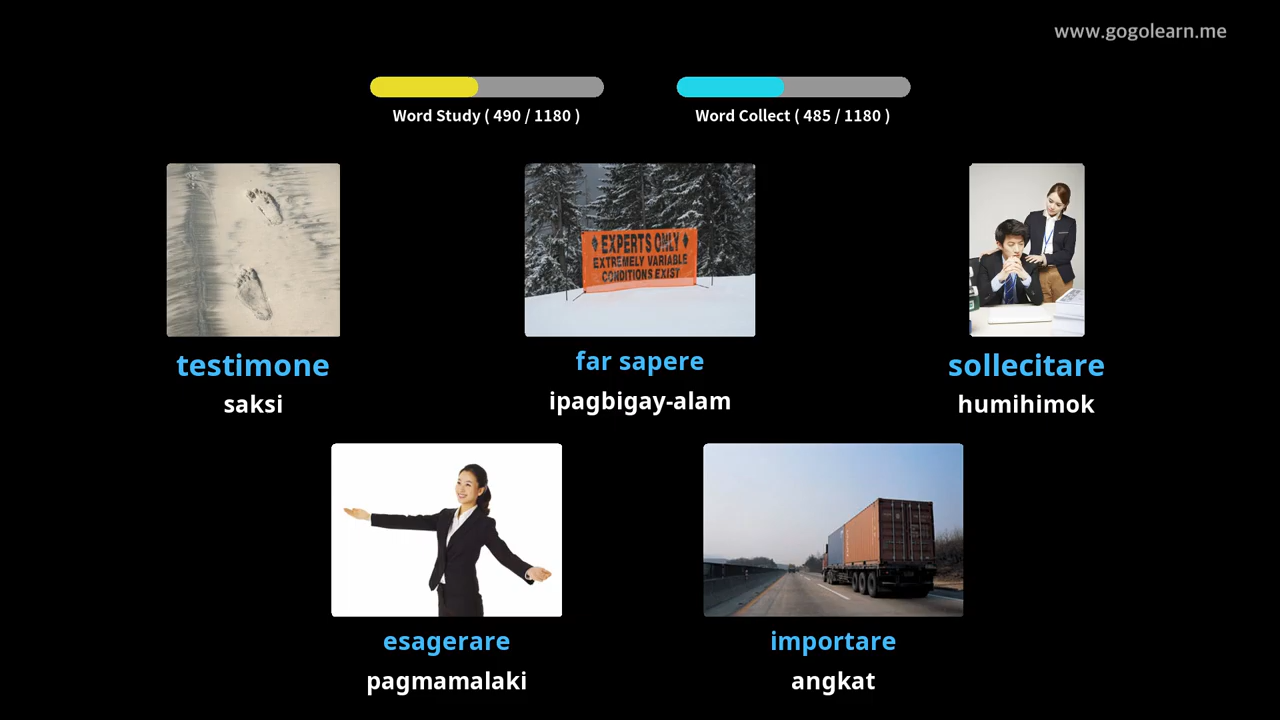 www.gogolearn.me
Word Study ( 490 / 1180 )
Word Collect ( 485 / 1180 )
EXPERTS ONLY
EXTREMELY VARIABLE
CONDITIONS EXIST
testimone
saksi
far sapere
ipagbigay-alam
sollecitare
humihimok
esagerare
pagmamalaki
importare
angkat